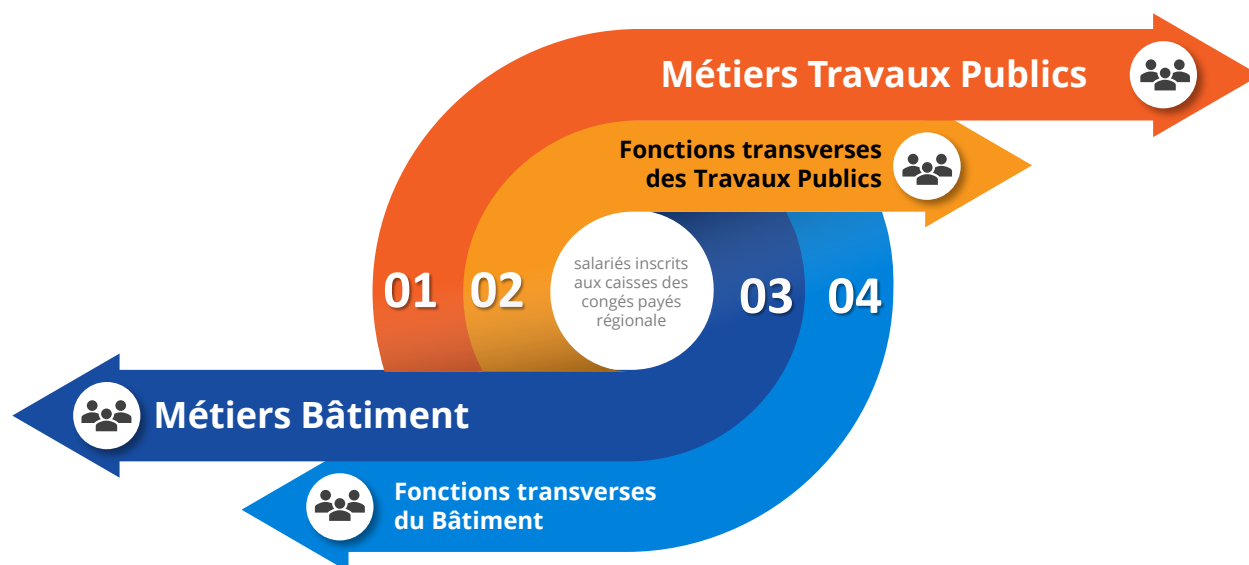 Métiers Travaux Publics
Fonctions transverses
des Travaux Publics
01
02
salariés inscrits
aux caisses des
congés payés
régionale
03
04
Métiers Bâtiment
Fonctions transverses
du Bâtiment